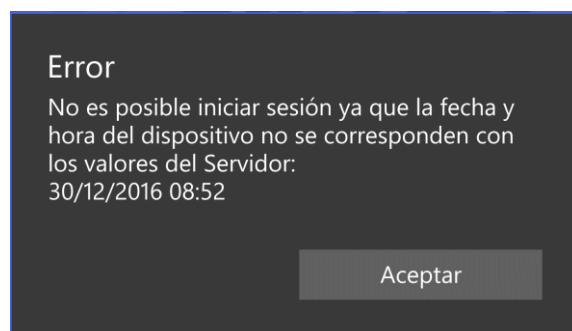 Error
No es posible iniciar sesión ya que la fecha y
hora del dispositivo no se corresponden con
los valores del Servidor:
30/12/2016 08:52
Aceptar